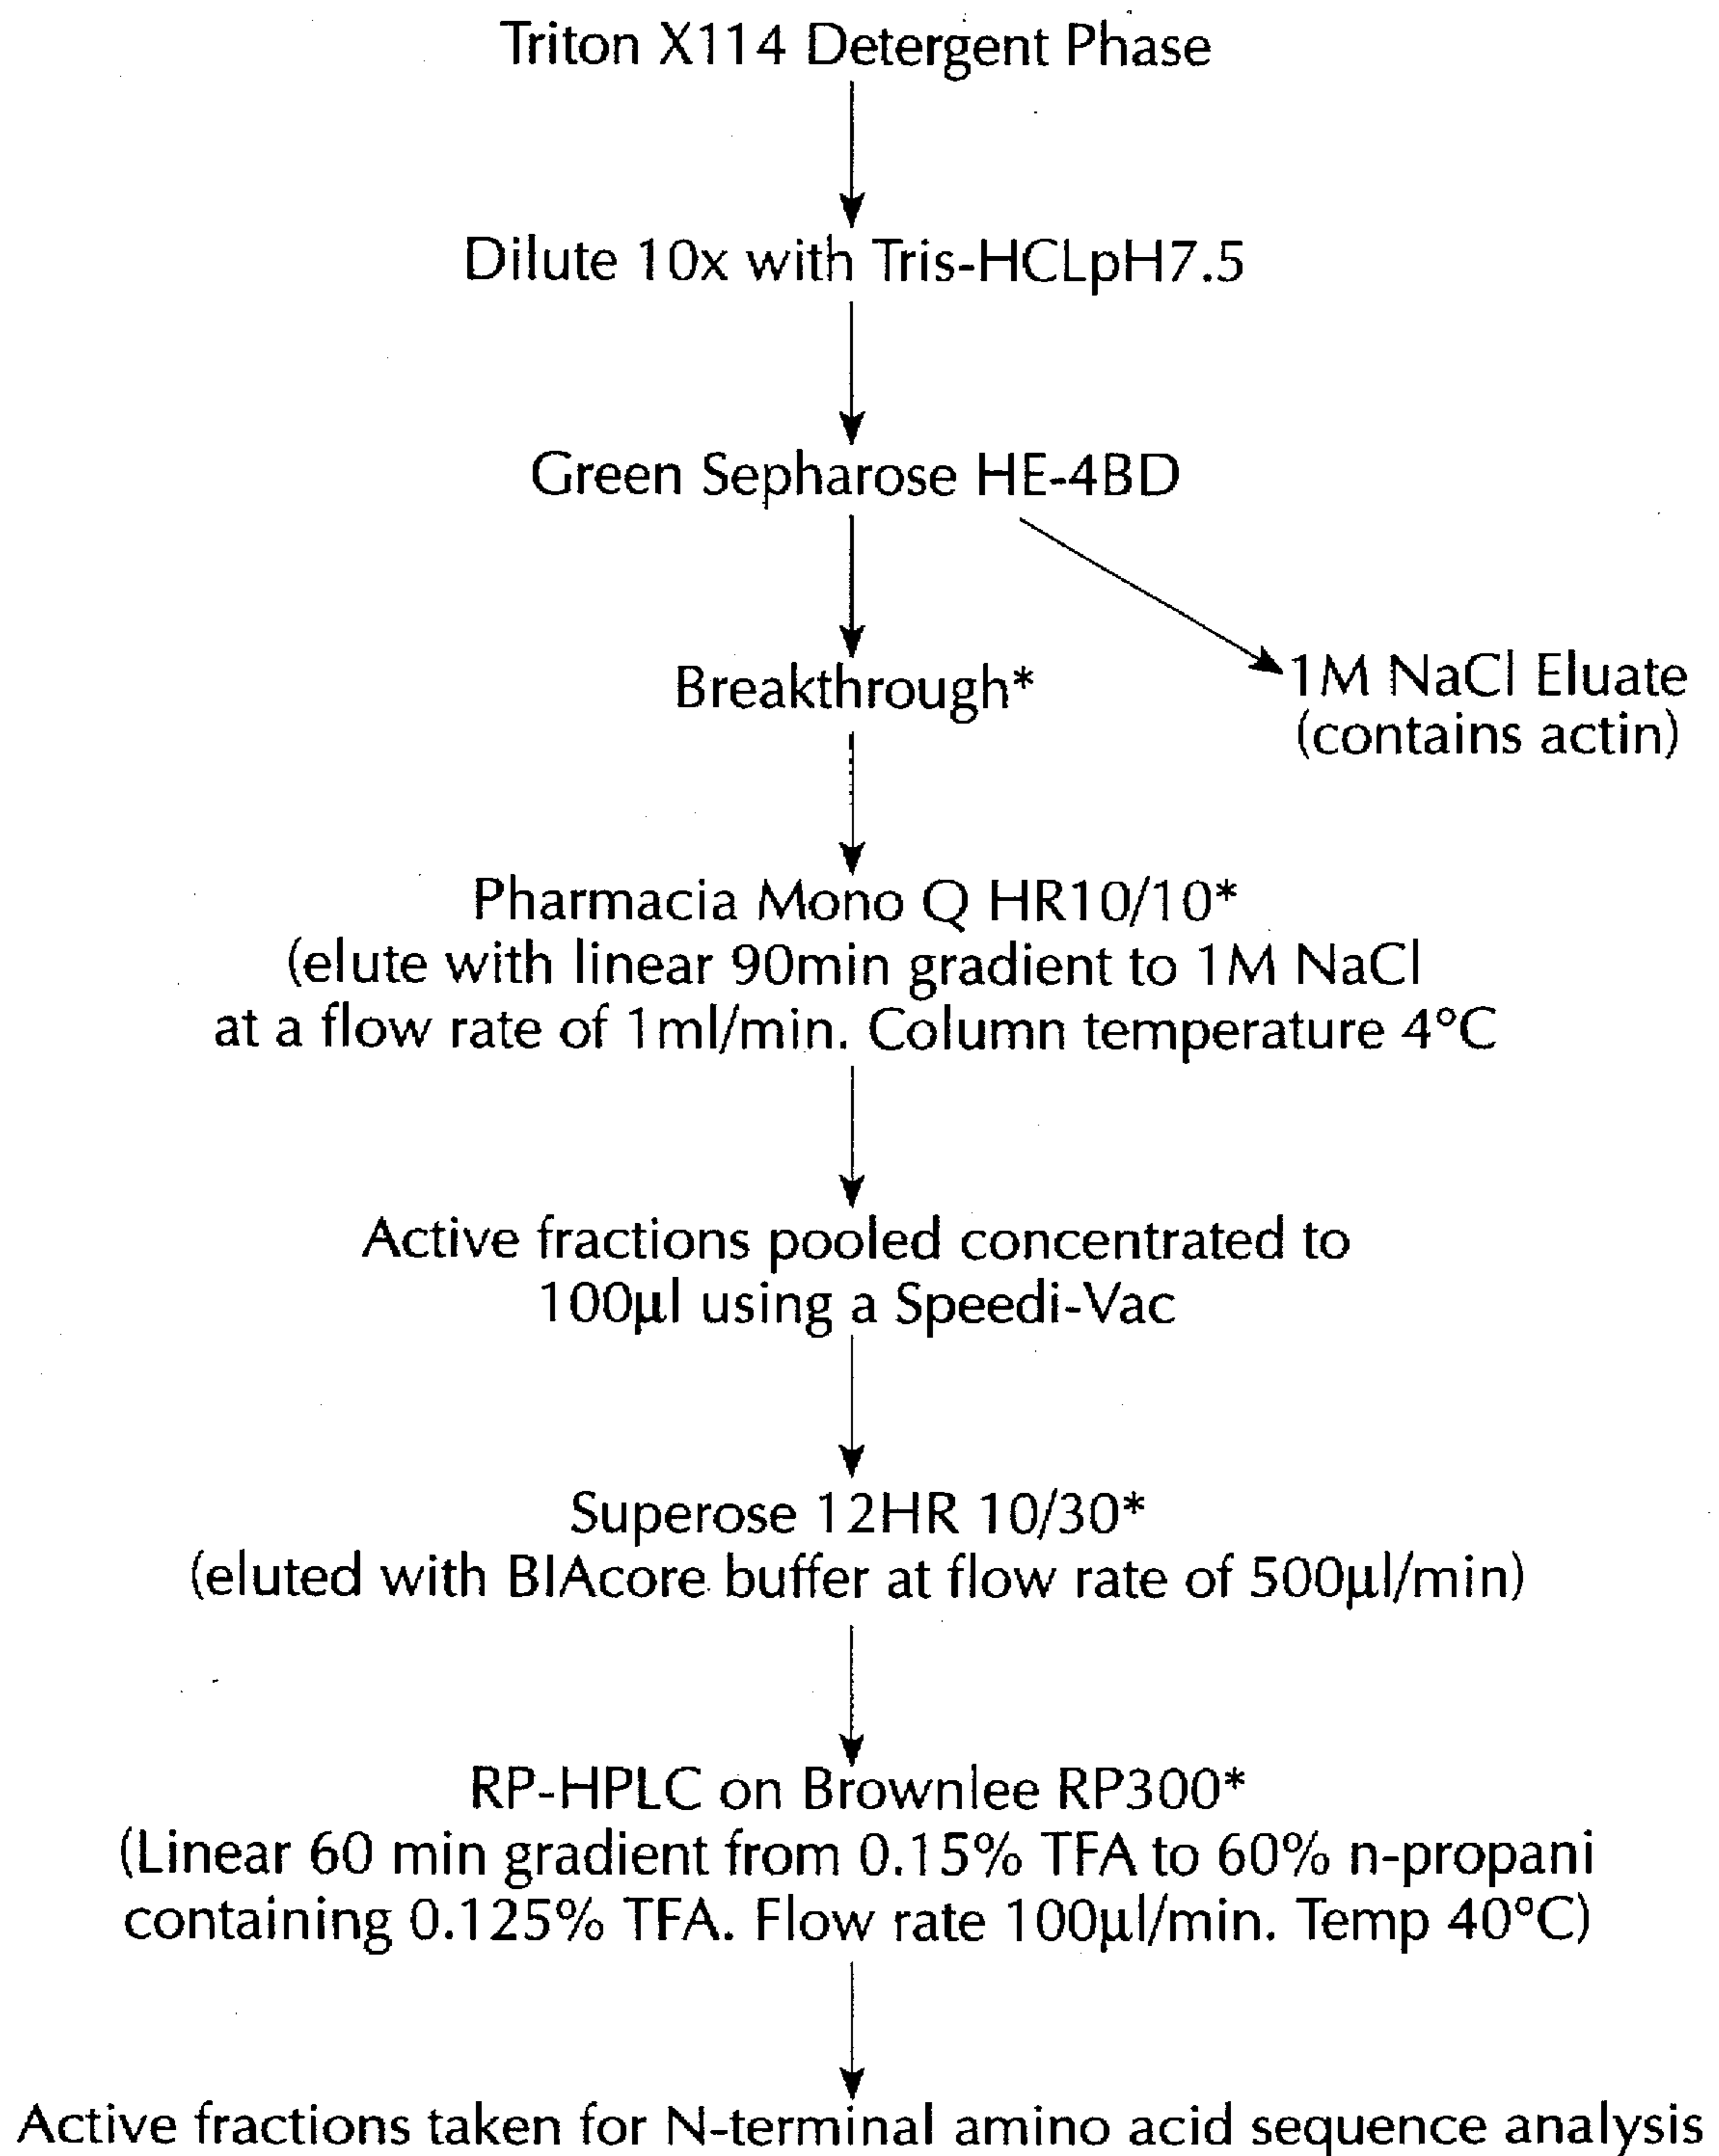 Triton X114 Detergent Phase
Dilute 10x with Tris-HCLpH7.5
Green Sepharose HE-4BD
Breakthrough*
1M NaCl Eluate
(contains actin)
Pharmacia Mono Q HR10/10*
(elute with linear 90min gradient to 1M NaCl
at a flow rate of 1ml/min. Column temperature 4°C
Active fractions pooled concentrated to
100µl using a Speedi-Vac
Superose 12HR 10/30*
(eluted with BIAcore buffer at flow rate of 500µl/min)
RP-HPLC on Brownlee RP300*
(Linear 60 min gradient from 0.15% TFA to 60% n-propani
containing 0.125% TFA. Flow rate 100µl/min. Temp 40°C)
Active fractions taken for N-terminal amino acid sequence analysis